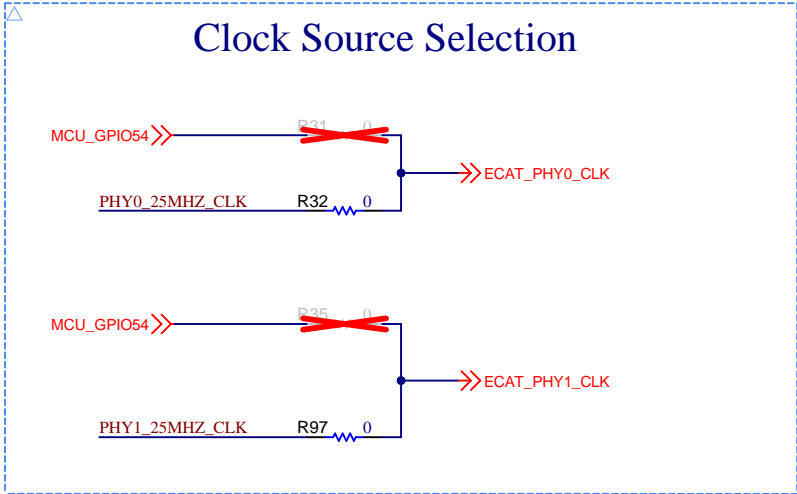 Clock Source Selection
MCU_GPIO54 R31 0
ECAT_PHY0_CLK
PHY0_25MHZ_CLK R32 0
MCU_GPIO54 R35 0
ECAT_PHY1_CLK
PHY1_25MHZ_CLK R97 0